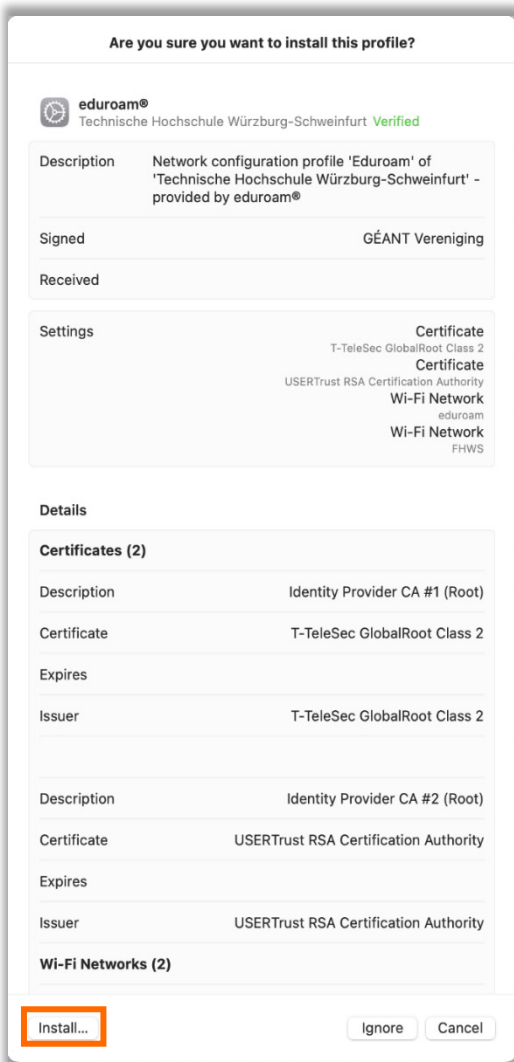 Are you sure you want to install this profile?
eduroam®
Technische Hochschule Würzburg-Schweinfurt Verified
Description Network configuration profile 'Eduroam' of
'Technische Hochschule Würzburg-Schweinfurt' -
provided by eduroam®
Signed GÉANT Vereniging
Received
Settings Certificate
T-TeleSec GlobalRoot Class 2
Certificate
USERTrust RSA Certification Authority
Wi-Fi Network
eduroam
Wi-Fi Network
FHWS
Details
Certificates (2)
Description Identity Provider CA #1 (Root)
Certificate T-TeleSec GlobalRoot Class 2
Expires
Issuer T-TeleSec GlobalRoot Class 2
Description Identity Provider CA #2 (Root)
Certificate USERTrust RSA Certification Authority
Expires
Issuer USERTrust RSA Certification Authority
Wi-Fi Networks (2)
Install... Ignore Cancel